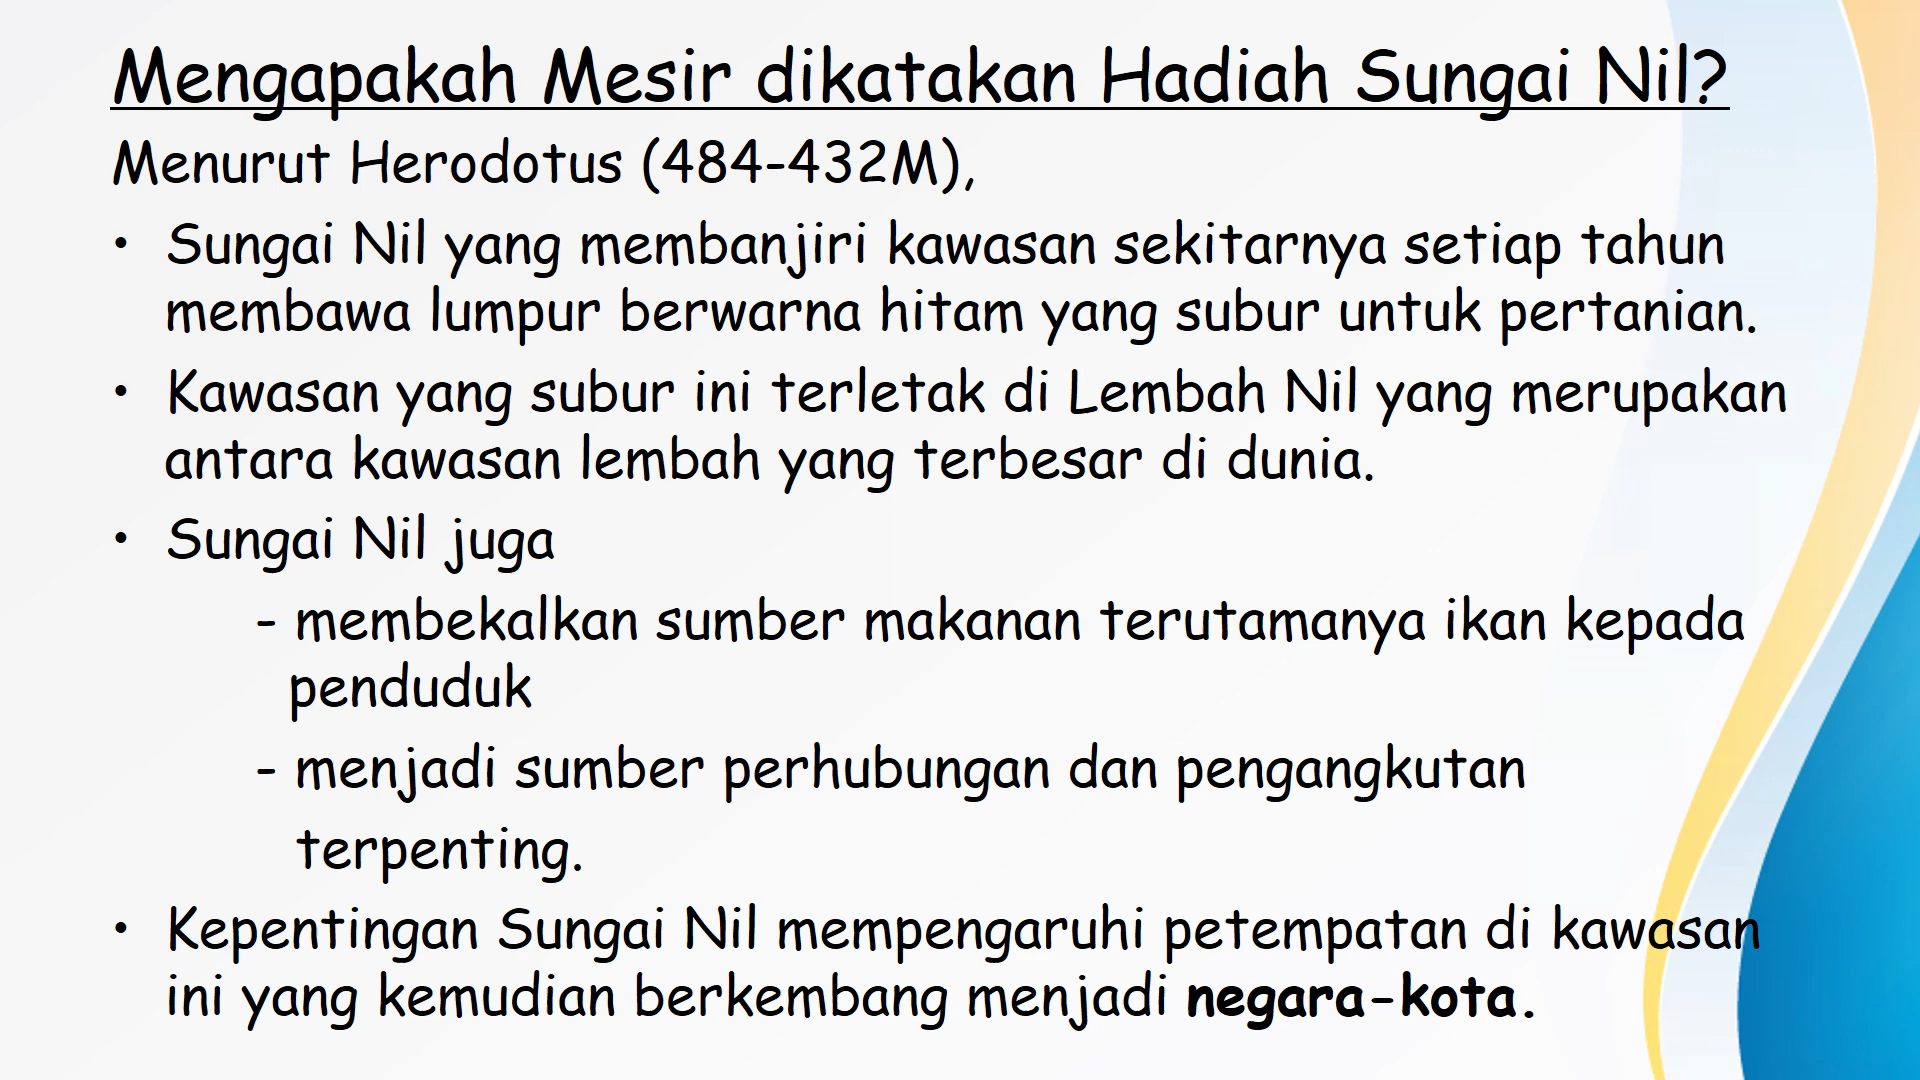 Mengapakah Mesir dikatakan Hadiah Sungai Nil?
Menurut Herodotus (484-432M),
• Sungai Nil yang membanjiri kawasan sekitarnya setiap tahun
membawa lumpur berwarna hitam yang subur untuk pertanian.
• Kawasan yang subur ini terletak di Lembah Nil yang merupakan
antara kawasan lembah yang terbesar di dunia.
• Sungai Nil juga
- membekalkan sumber makanan terutamanya ikan kepada
penduduk
- menjadi sumber perhubungan dan pengangkutan
terpenting.
• Kepentingan Sungai Nil mempengaruhi petempatan di kawasan
ini yang kemudian berkembang menjadi negara-kota.